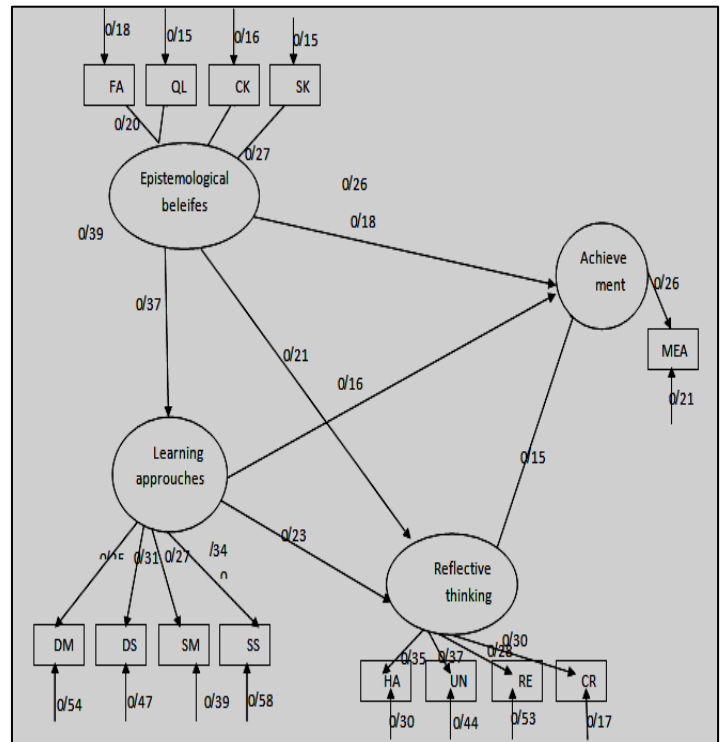 0/18
0/15
0/16
0/15
FA
QL
CK
SK
0/20
0/27
Epistemological
beleifes
0/26
0/18
0/39
Achieve
ment
0/26
0/37
MEA
0/21
0/21
0/16
Learning
approuches
0/15
0/23
0/31
0/27
/34
0
Reflective
thinking
DM
DS
SM
SS
0/30
0/28
0/37
0/35
HA
UN
RE
CR
0/54
0/47
0/39
0/58
0/30
0/44
0/53
0/17